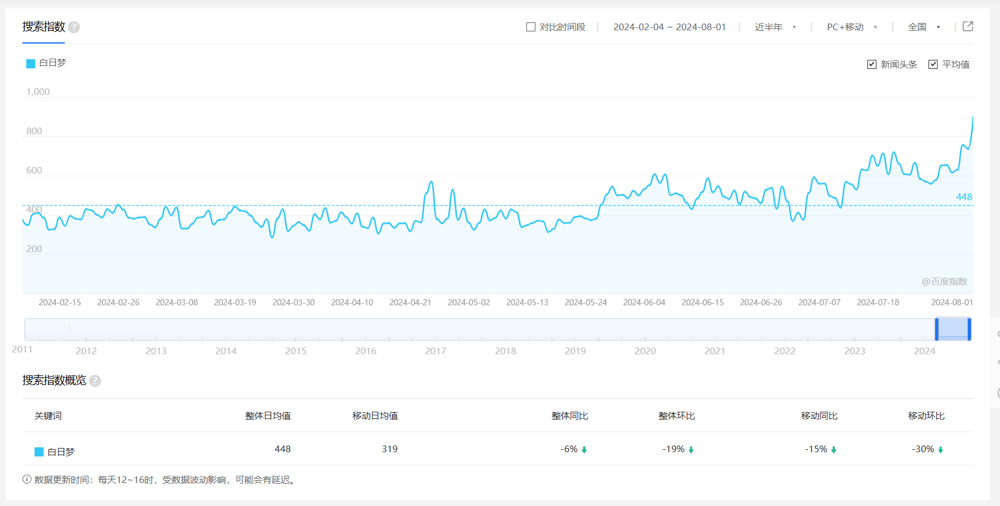 搜索指数 ?
对比时间段 2024-02-04 ~ 2024-08-01 近半年 PC+移动 全国
白日梦
新闻头条 平均值
1,000
800
600
448
400
200
@百度指数
2024-02-15 2024-02-26 2024-03-08 2024-03-19 2024-03-30 2024-04-10 2024-04-21 2024-05-02 2024-05-13 2024-05-24 2024-06-04 2024-06-15 2024-06-26 2024-07-07 2024-07-18 2024-08-01
2011 2012 2013 2014 2015 2016 2017 2018 2019 2020 2021 2022 2023 2024
搜索指数概览 ?
关键词 整体日均值 移动日均值 整体同比 整体环比 移动同比 移动环比
白日梦 448 319 -6% -19% -15% -30%
数据更新时间：每天12~16时，受数据波动影响，可能会有延迟。